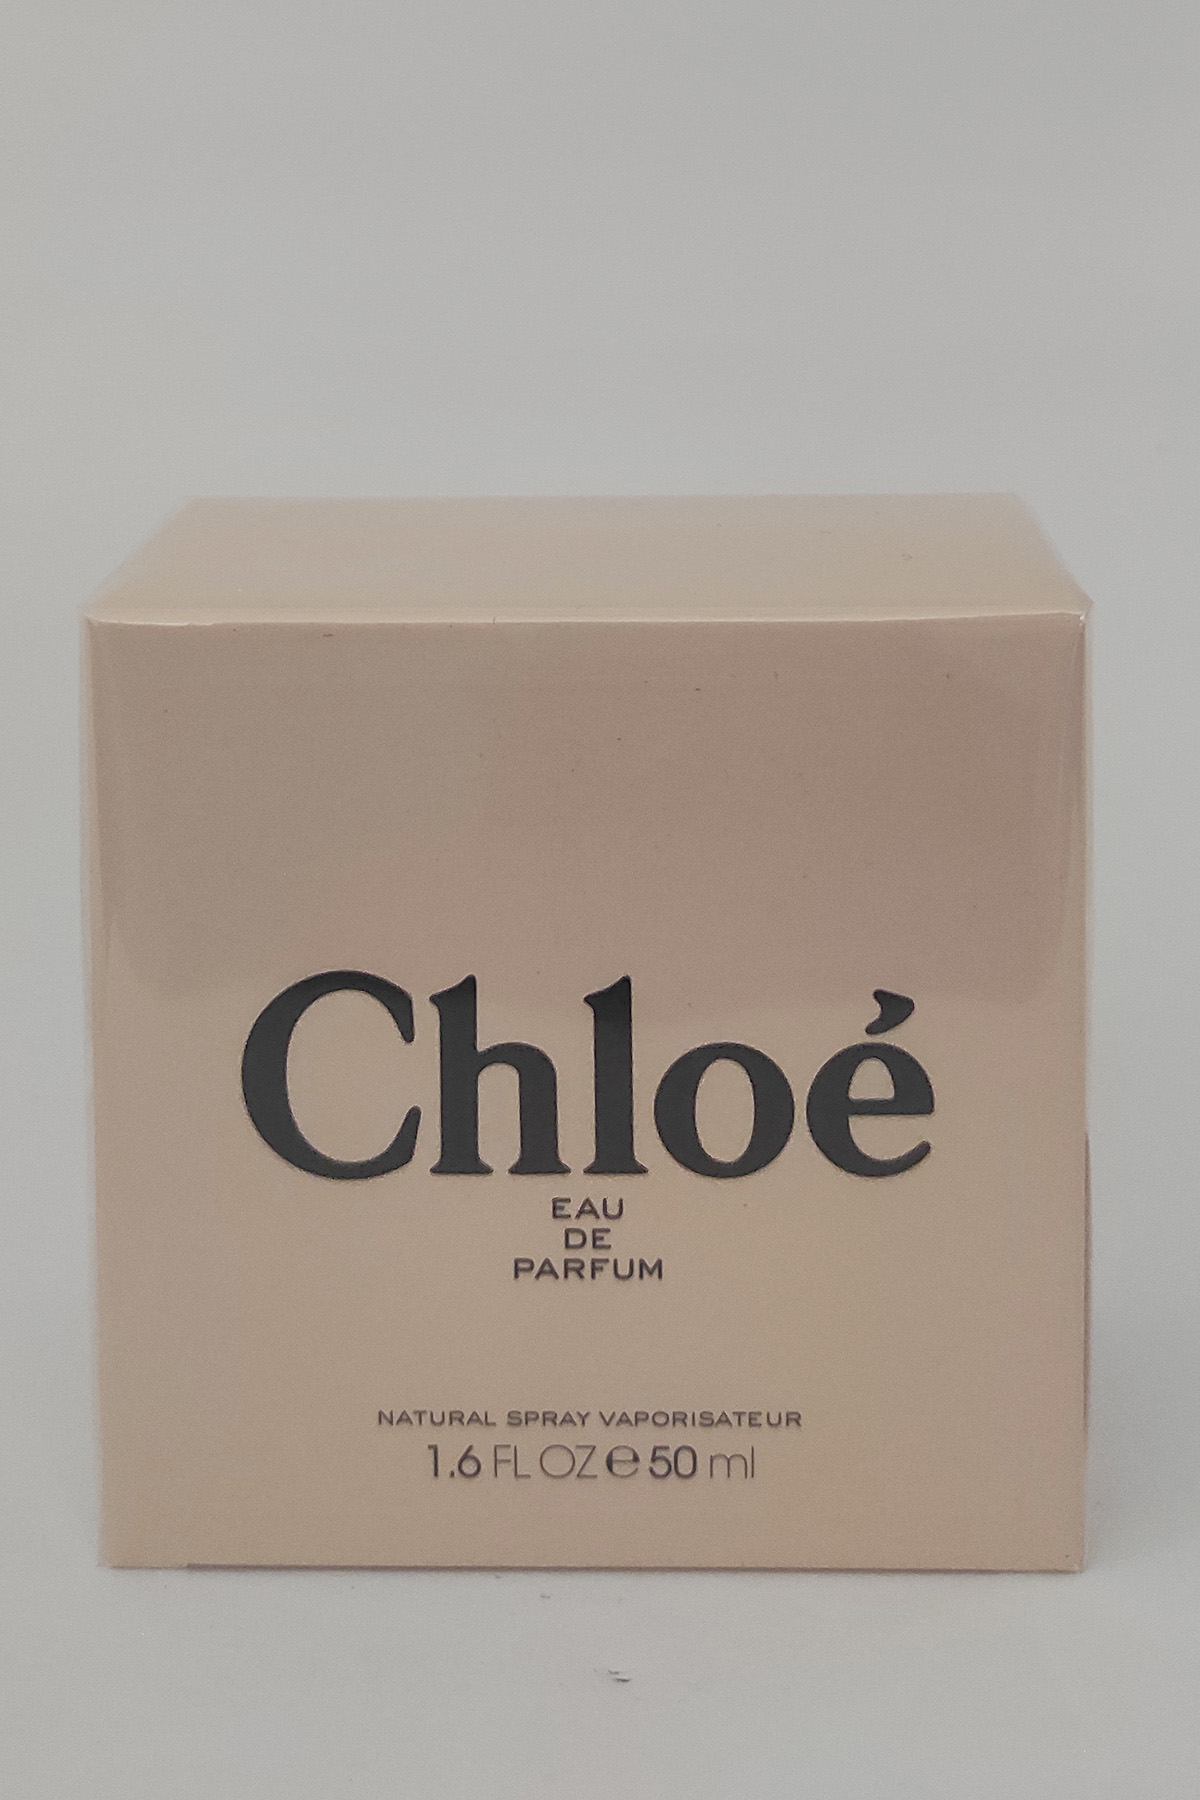 Chloé
EAU
DE
PARFUM
NATURAL SPRAY VAPORISATEUR
1.6 FL OZ ℮ 50 ml